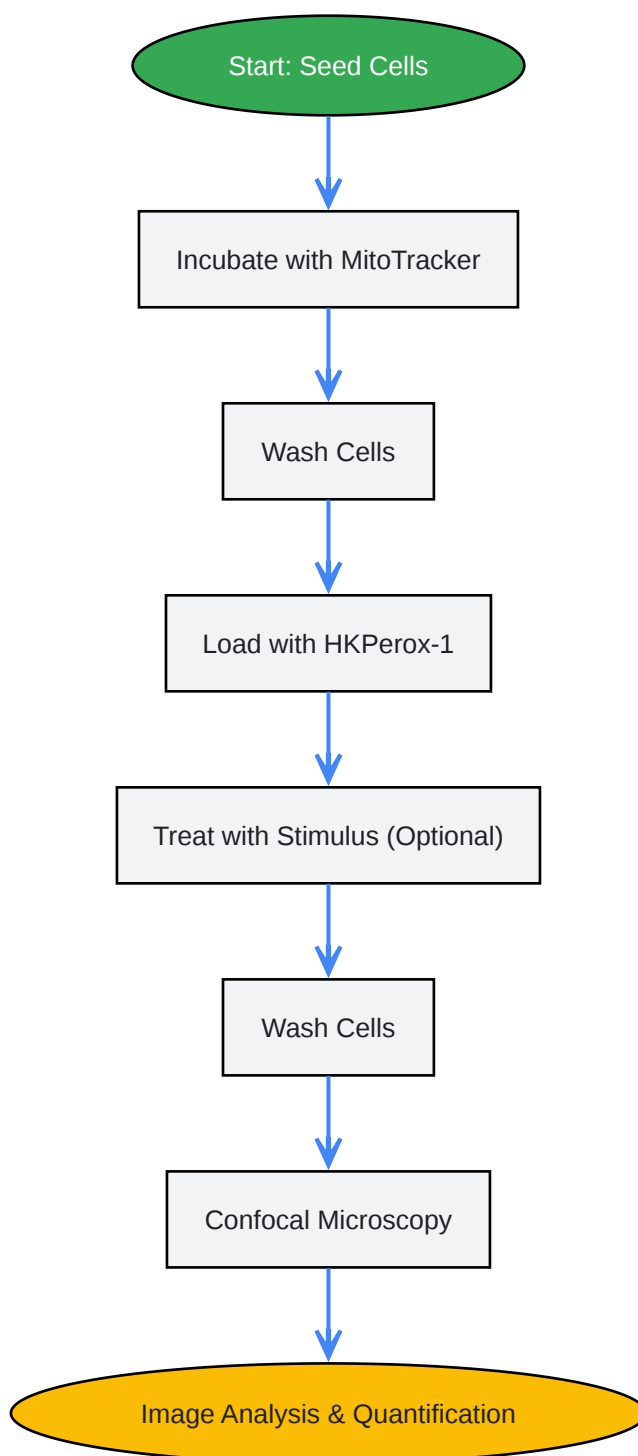 Start: Seed Cells
Incubate with MitoTracker
Wash Cells
Load with HKPerox-1
Treat with Stimulus (Optional)
Wash Cells
Confocal Microscopy
Image Analysis & Quantification